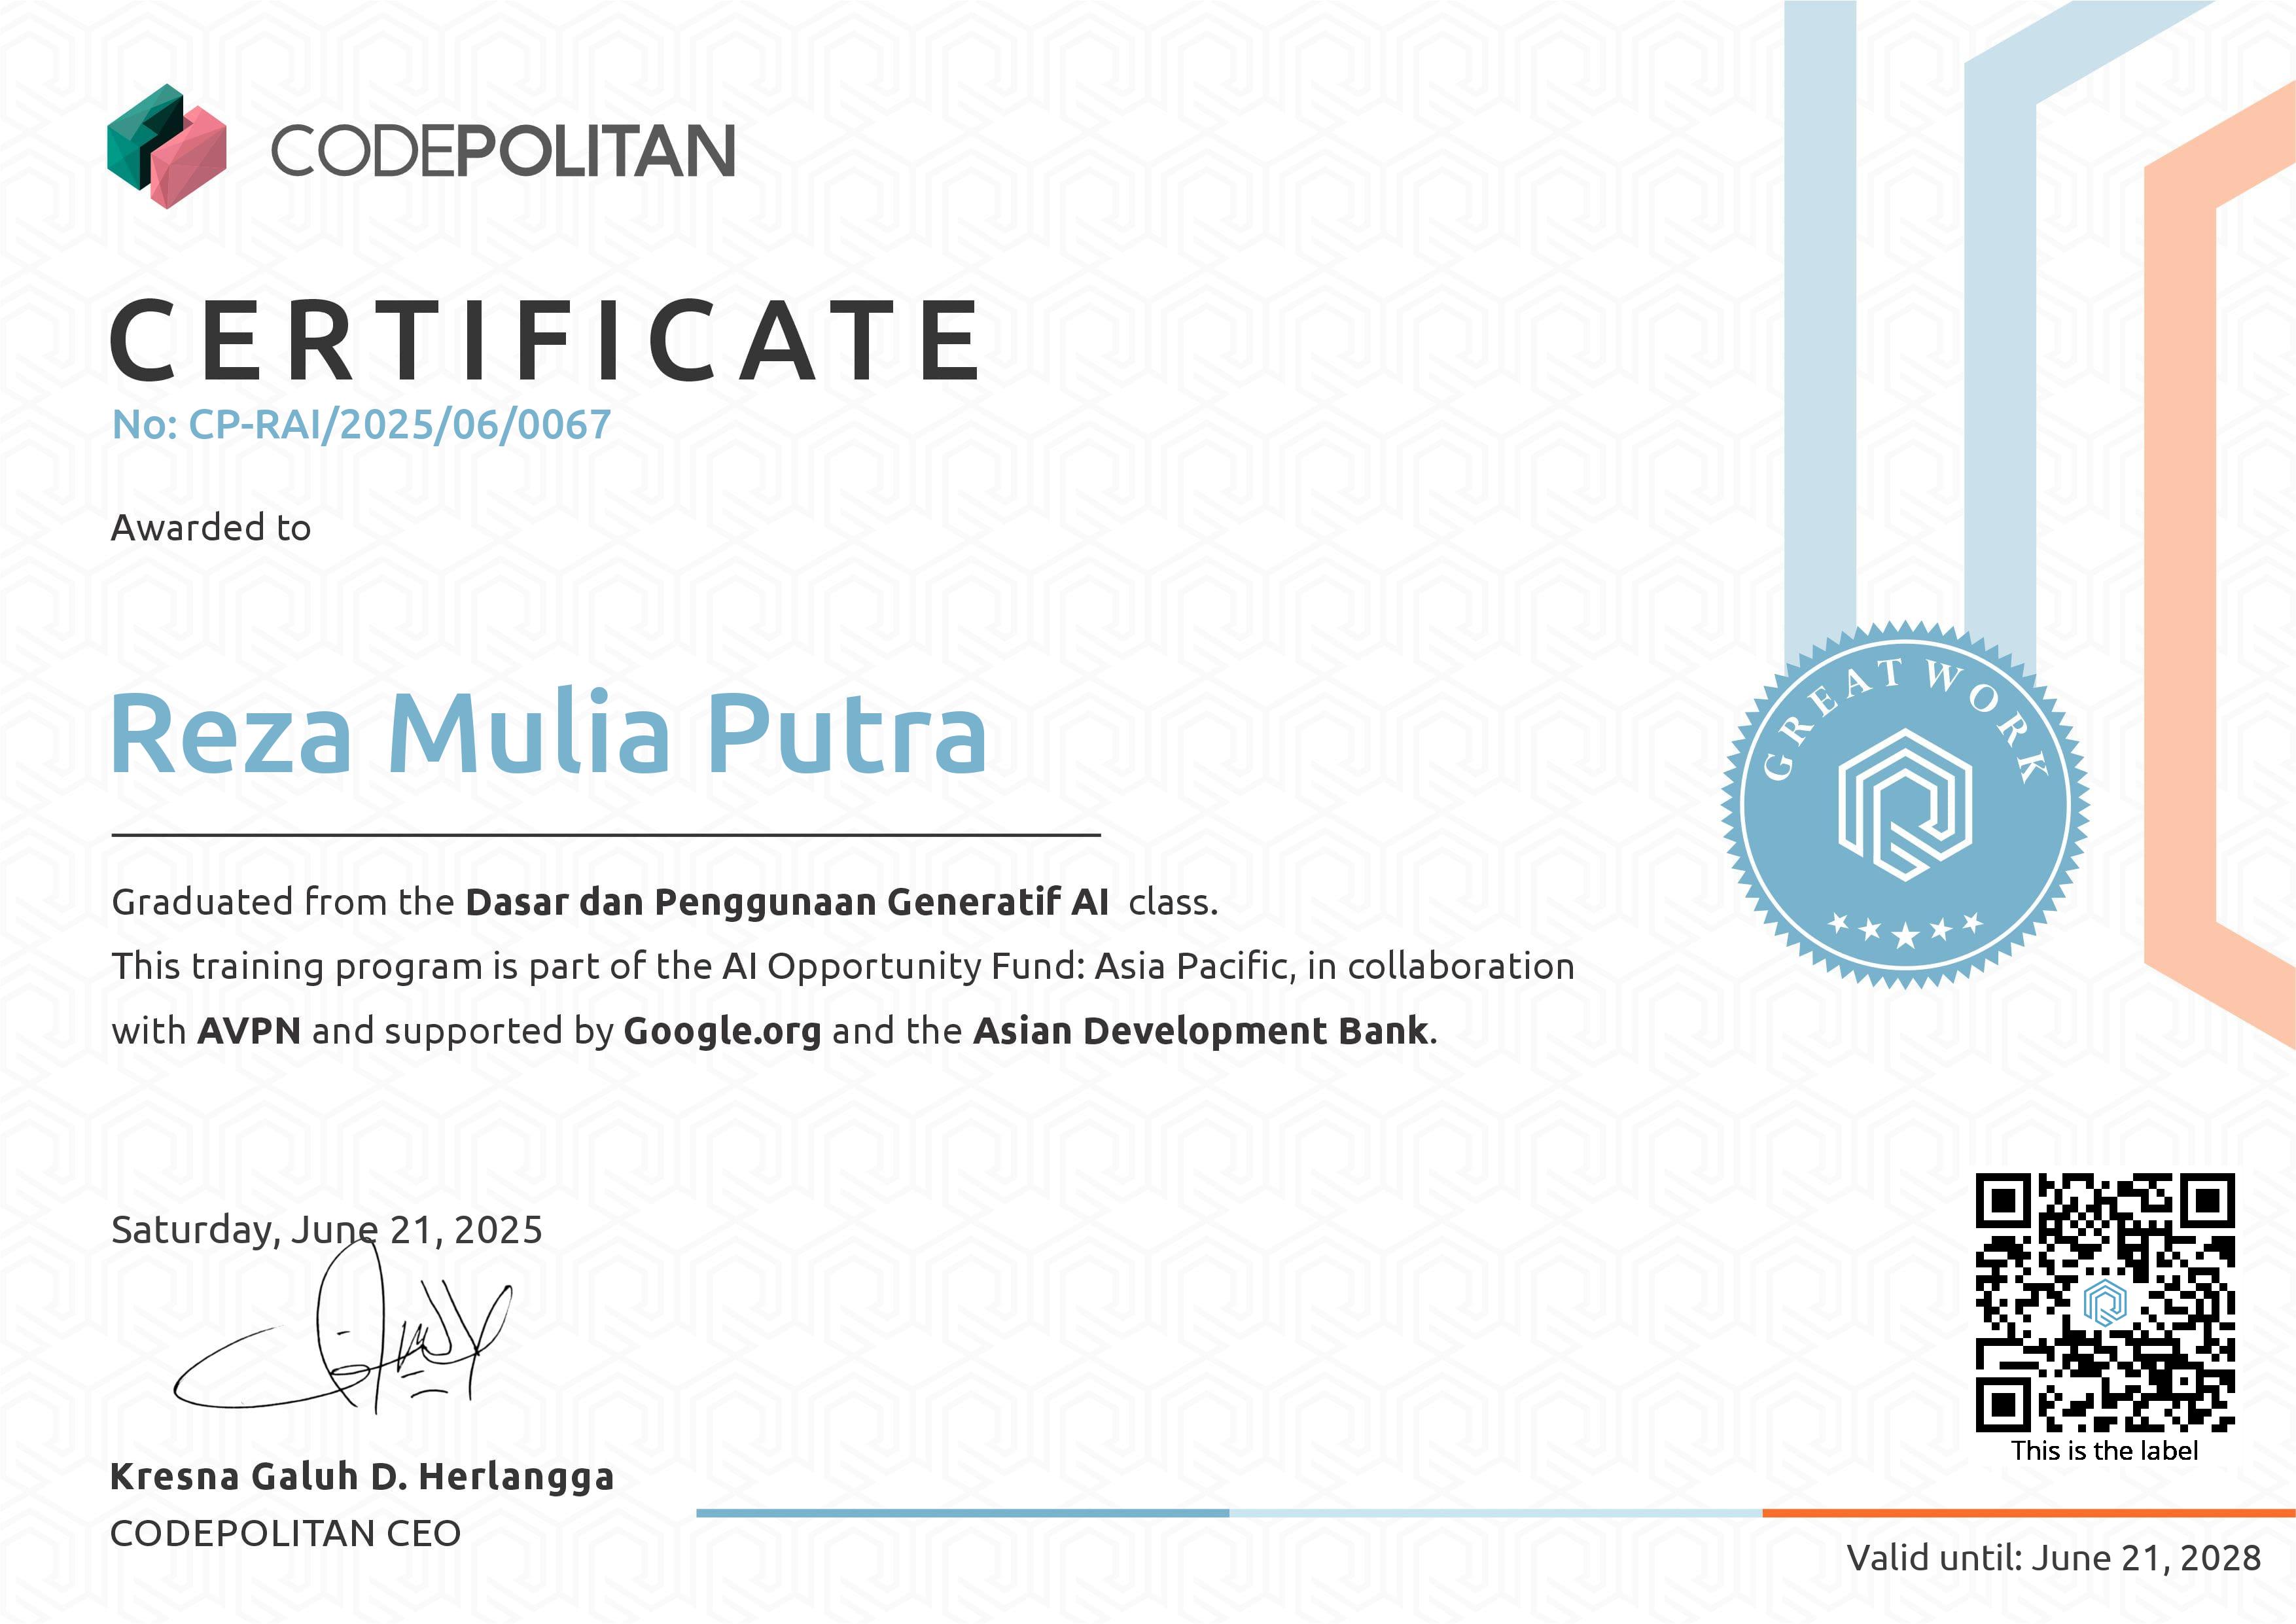 CODEPOLITAN
CERTIFICATE
No: CP-RAI/2025/06/0067
Awarded to
Reza Mulia Putra
GREAT WORK
Graduated from the Dasar dan Penggunaan Generatif AI class.
This training program is part of the AI Opportunity Fund: Asia Pacific, in collaboration
with AVPN and supported by Google.org and the Asian Development Bank.
Saturday, June 21, 2025
Kresna Galuh D. Herlangga
CODEPOLITAN CEO
This is the label
Valid until: June 21, 2028